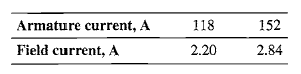 Armature current, A 118 152
Field current, A 2.20 2.84